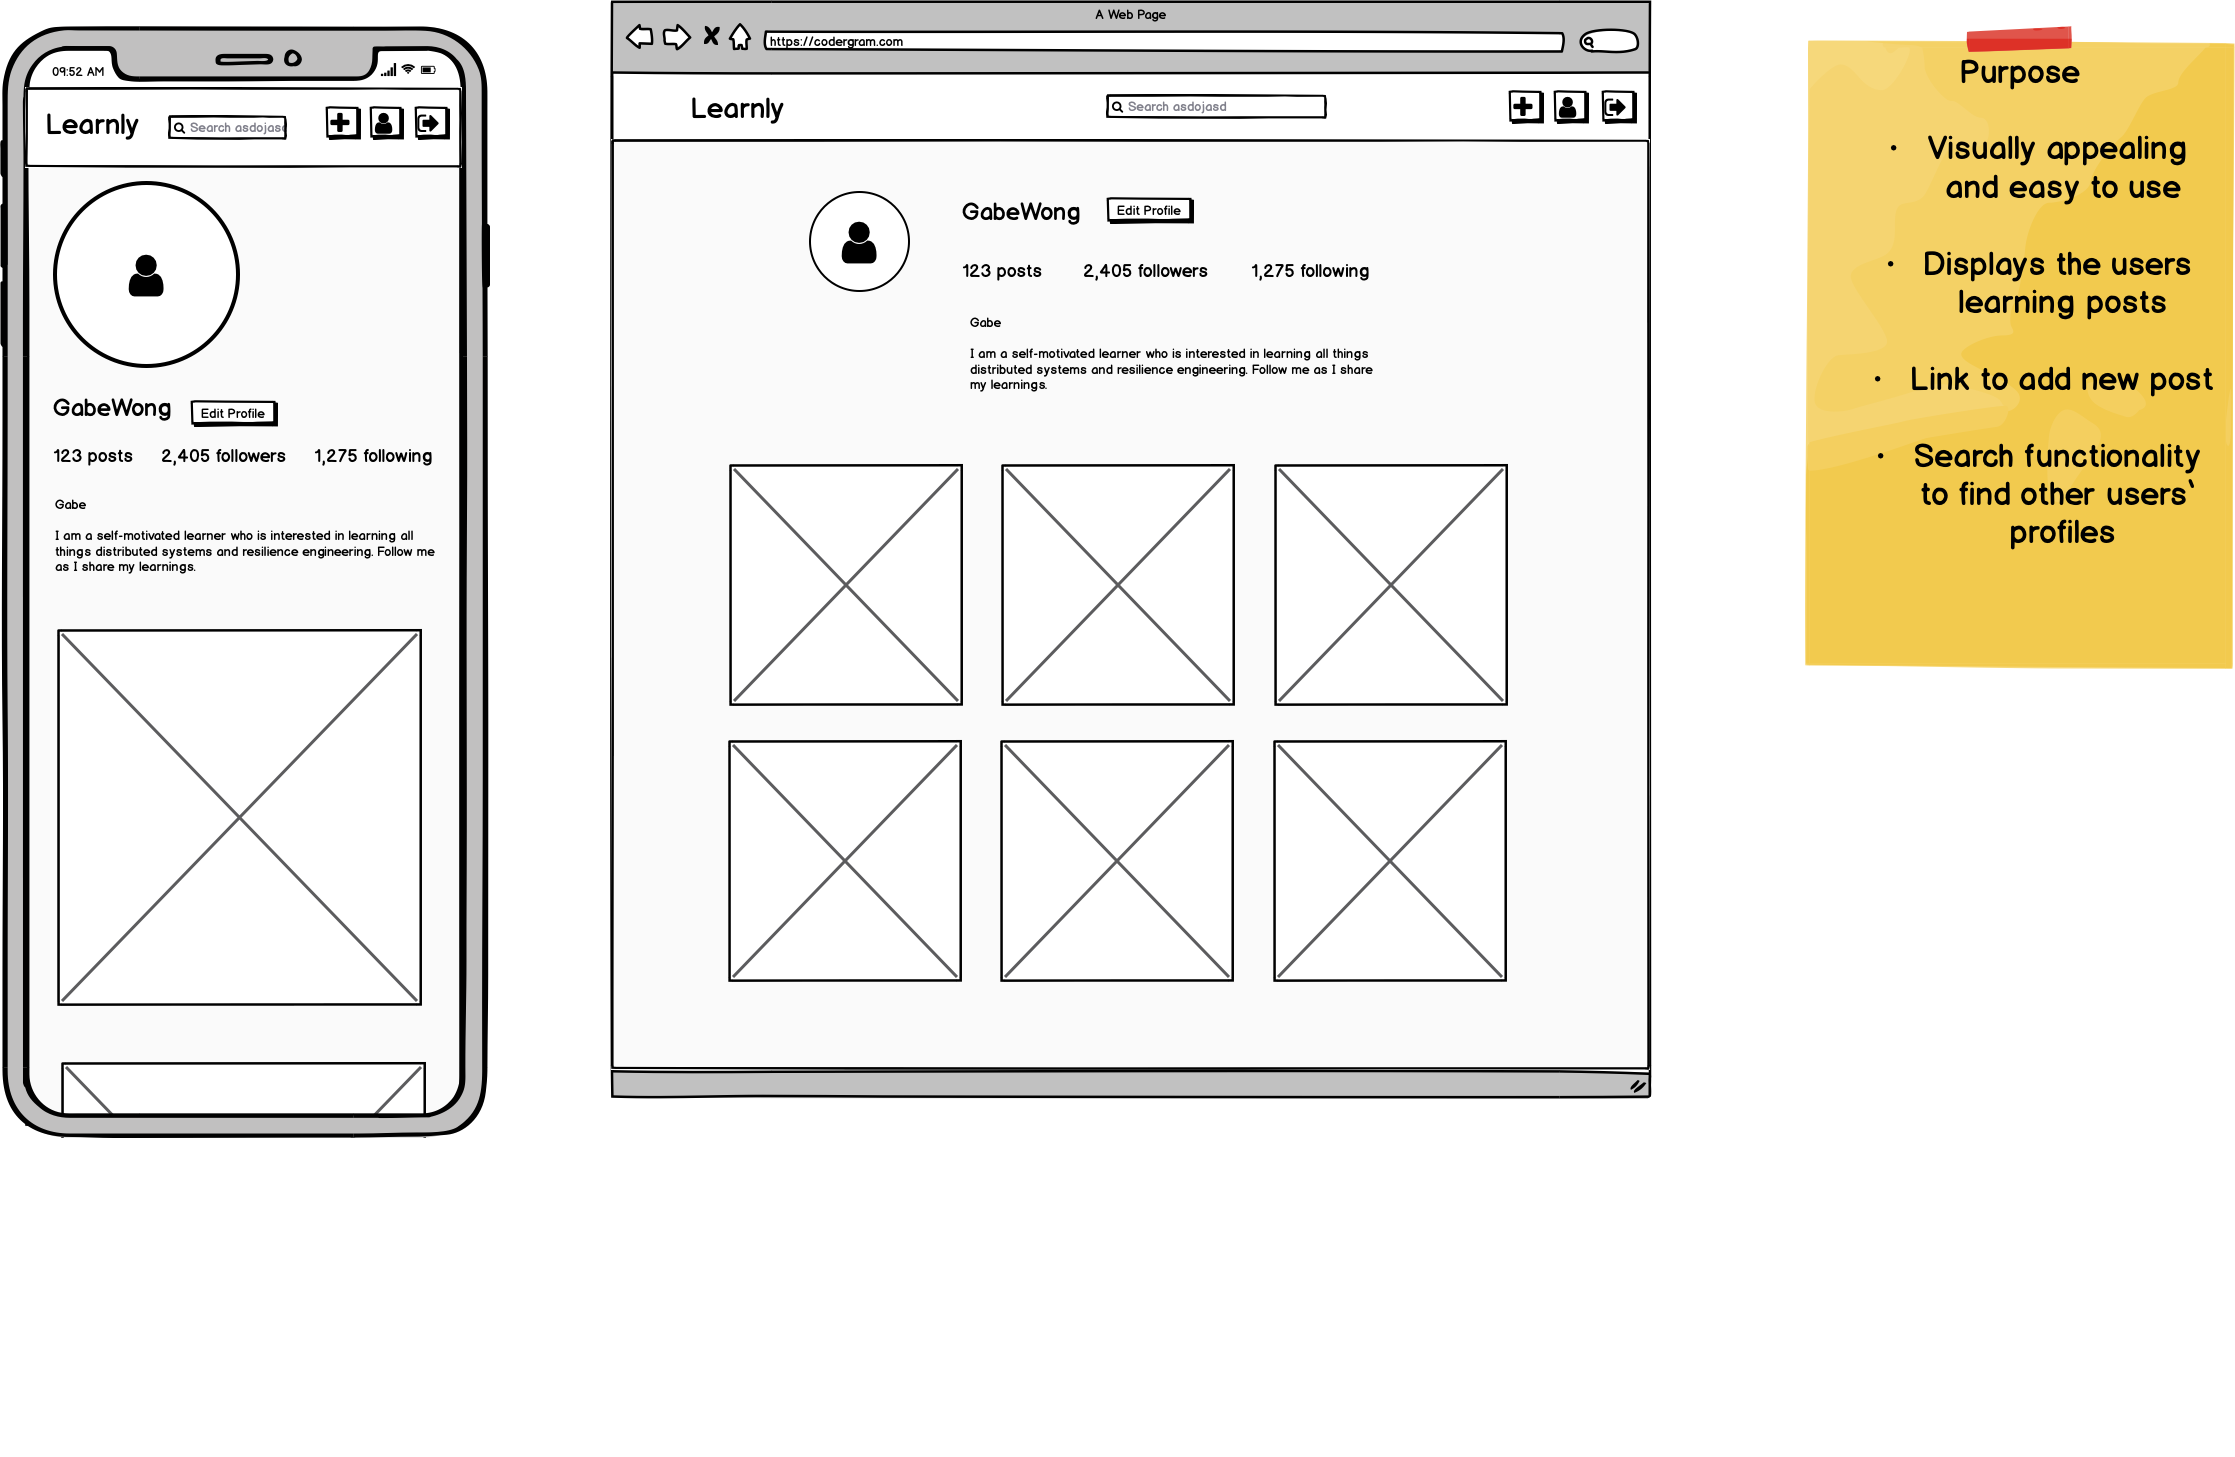 09:52 AM
Learnly
Search asdojasd
GabeWong
Edit Profile
123 posts 2,405 followers 1,275 following
Gabe
I am a self-motivated learner who is interested in learning all
things distributed systems and resilience engineering. Follow me
as I share my learnings.
A Web Page
https://codergram.com
Learnly
Search asdojasd
GabeWong
Edit Profile
123 posts 2,405 followers 1,275 following
Gabe
I am a self-motivated learner who is interested in learning all things
distributed systems and resilience engineering. Follow me as I share
my learnings.
Purpose
• Visually appealing
and easy to use
• Displays the users
learning posts
• Link to add new post
• Search functionality
to find other users`
profiles